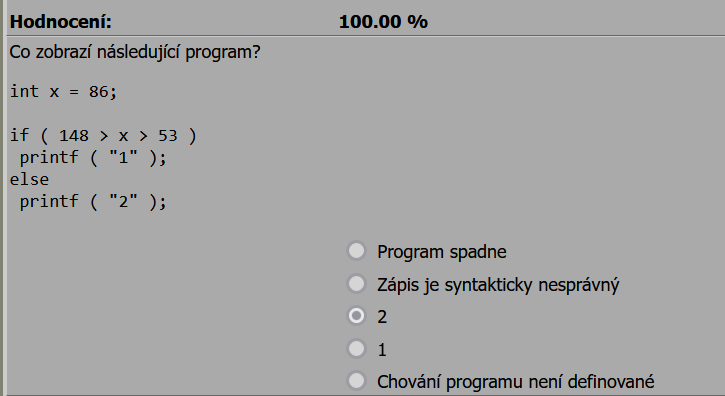 Hodnocení: 100.00 %
Co zobrazí následující program?
int x = 86;
if ( 148 > x > 53 )
 printf ( "1" );
else
 printf ( "2" );
Program spadne
Zápis je syntakticky nesprávný
2
1
Chování programu není definované